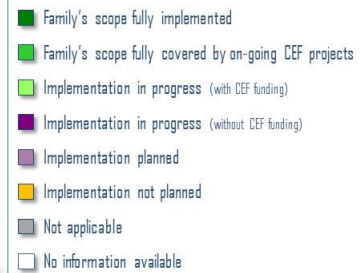 Family's scope fully implemented
Family's scope fully covered by on-going CEF projects
Implementation in progress (with CEF funding)
Implementation in progress (without CEF funding)
Implementation planned
Implementation not planned
Not applicable
No information available